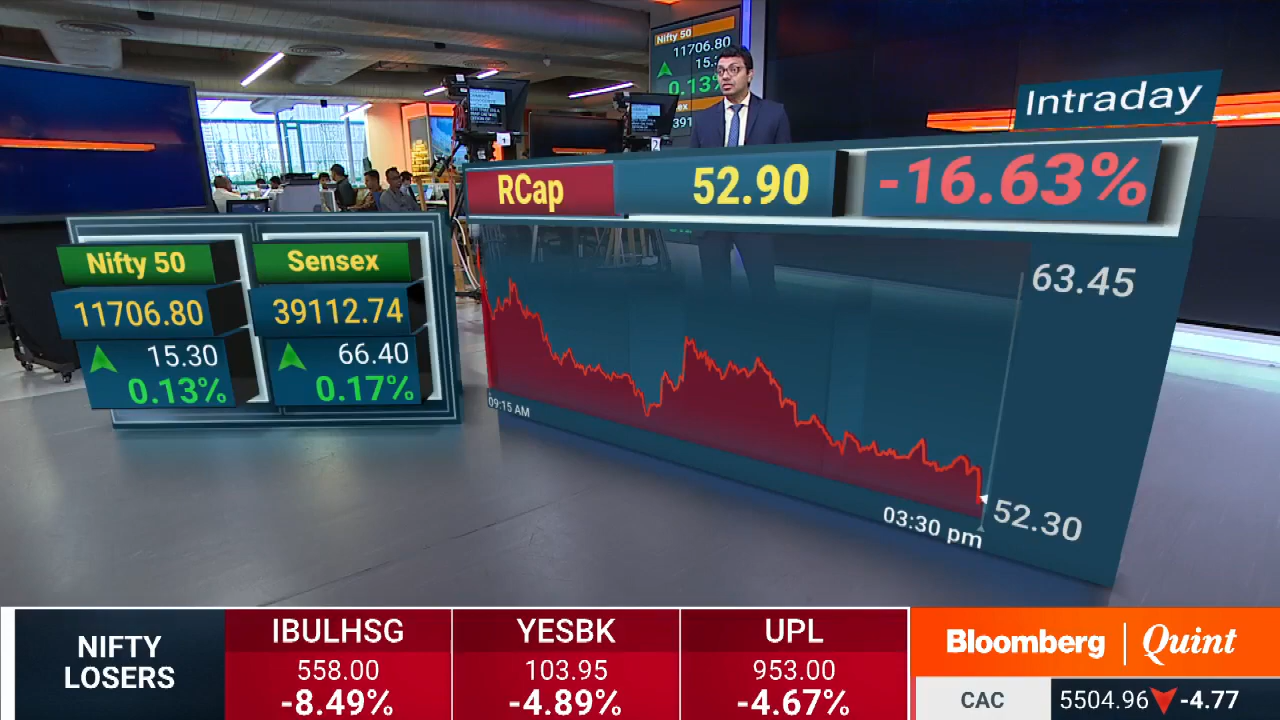 Nifty 50
11706.80
15.3
0.13%
391
Intraday
RCap 52.90 -16.63%
63.45
09:15 AM
03:30 pm
52.30
Nifty 50
11706.80
15.30
0.13%
Sensex
39112.74
66.40
0.17%
NIFTY
LOSERS
IBULHSG
558.00
-8.49%
YESBK
103.95
-4.89%
UPL
953.00
-4.67%
Bloomberg | Quint
CAC 5504.96 -4.77